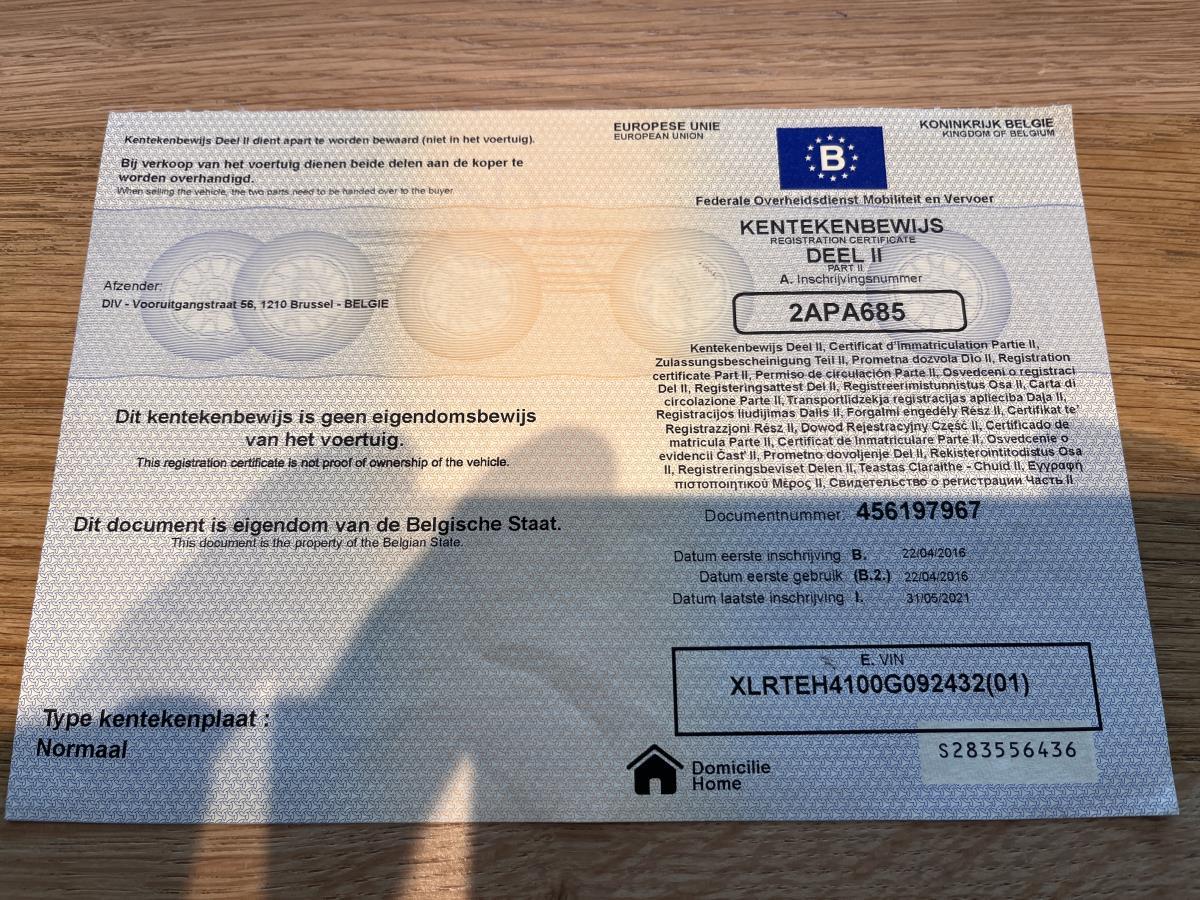 Kentekenbewijs Deel II dient apart te worden bewaard (niet in het voertuig).
Bij verkoop van het voertuig dienen beide delen aan de koper te
worden overhandigd.
When selling the vehicle, the two parts need to be handed over to the buyer
Afzender:
DIV - Vooruitgangstraat 56, 1210 Brussel - BELGIE
Dit kentekenbewijs is geen eigendomsbewijs
van het voertuig.
This registration certificate is not proof of ownership of the vehicle.
Dit document is eigendom van de Belgische Staat.
This document is the property of the Belgian State.
Type kentekenplaat :
Normaal
EUROPESE UNIE
EUROPEAN UNION
B
KONINKRIJK BELGIE
KINGDOM OF BELGIUM
Federale Overheidsdienst Mobiliteit en Vervoer
KENTEKENBEWIJS
REGISTRATION CERTIFICATE
DEEL II
PART II
A. Inschrijvingsnummer
2APA685
Kentekenbewijs Deel II, Certificat d'immatriculation Partie II,
Zulassungsbescheinigung Teil II, Prometna dozvola Dio II, Registration
certificate Part II, Permiso de circulación Parte II, Osvedceni o registraci
Del II, Registeringsattest Del II, Registreerimistunnistus Osa II, Carta di
circolazione Parte II, Transportlidzekja registracijas apliecība Daļa II,
Registracijos liudijimas Dalis II, Forgalmi engedély Rész II, Certifikat te'
Registrazzjoni Rész II, Dowod Rejestracyjny Część II, Certificado de
matricula Parte II, Certificat de Inmatriculare Parte II, Osvedcenie o
evidencii Čast' II, Prometno dovoljenje Del II, Rekisterointitodistus Osa
II, Registreringsbeviset Delen II, Teastas Claraithe - Chuid II, Εγγραφή
πιστοποιητικού Μέρος II, Свидетельство о регистрации Часть II
Documentnummer 456197967
Datum eerste inschrijving B. 22/04/2016
Datum eerste gebruik (B.2.) 22/04/2016
Datum laatste inschrijving I. 31/05/2021
E. VIN
XLRTEH4100G092432(01)
S283556436
Domicilie
Home